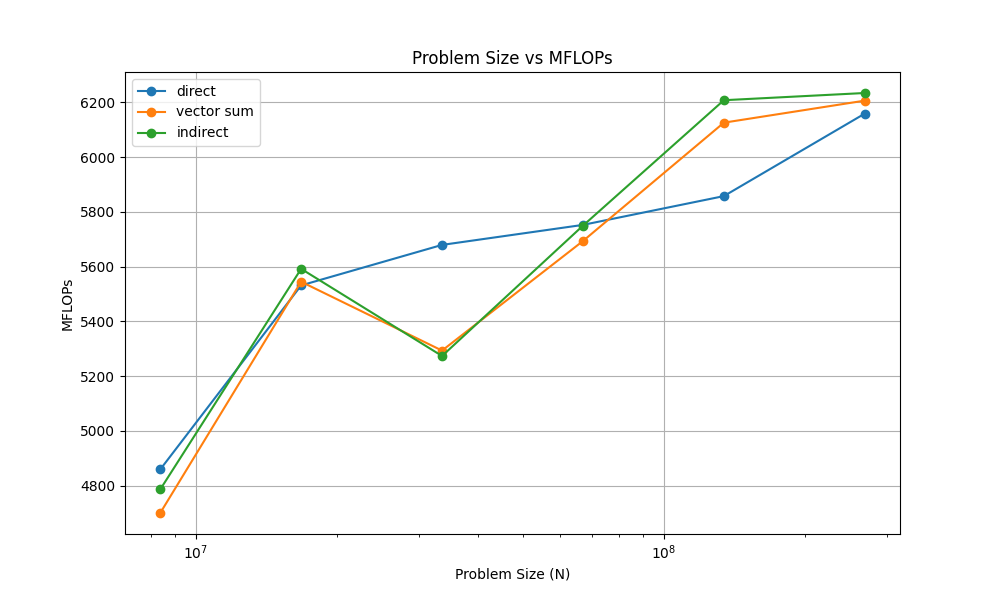 Problem Size vs MFLOPs
direct
vector sum
indirect
6200
6000
5800
5600
5400
5200
5000
4800
MFLOPs
10^7
10^8
Problem Size (N)